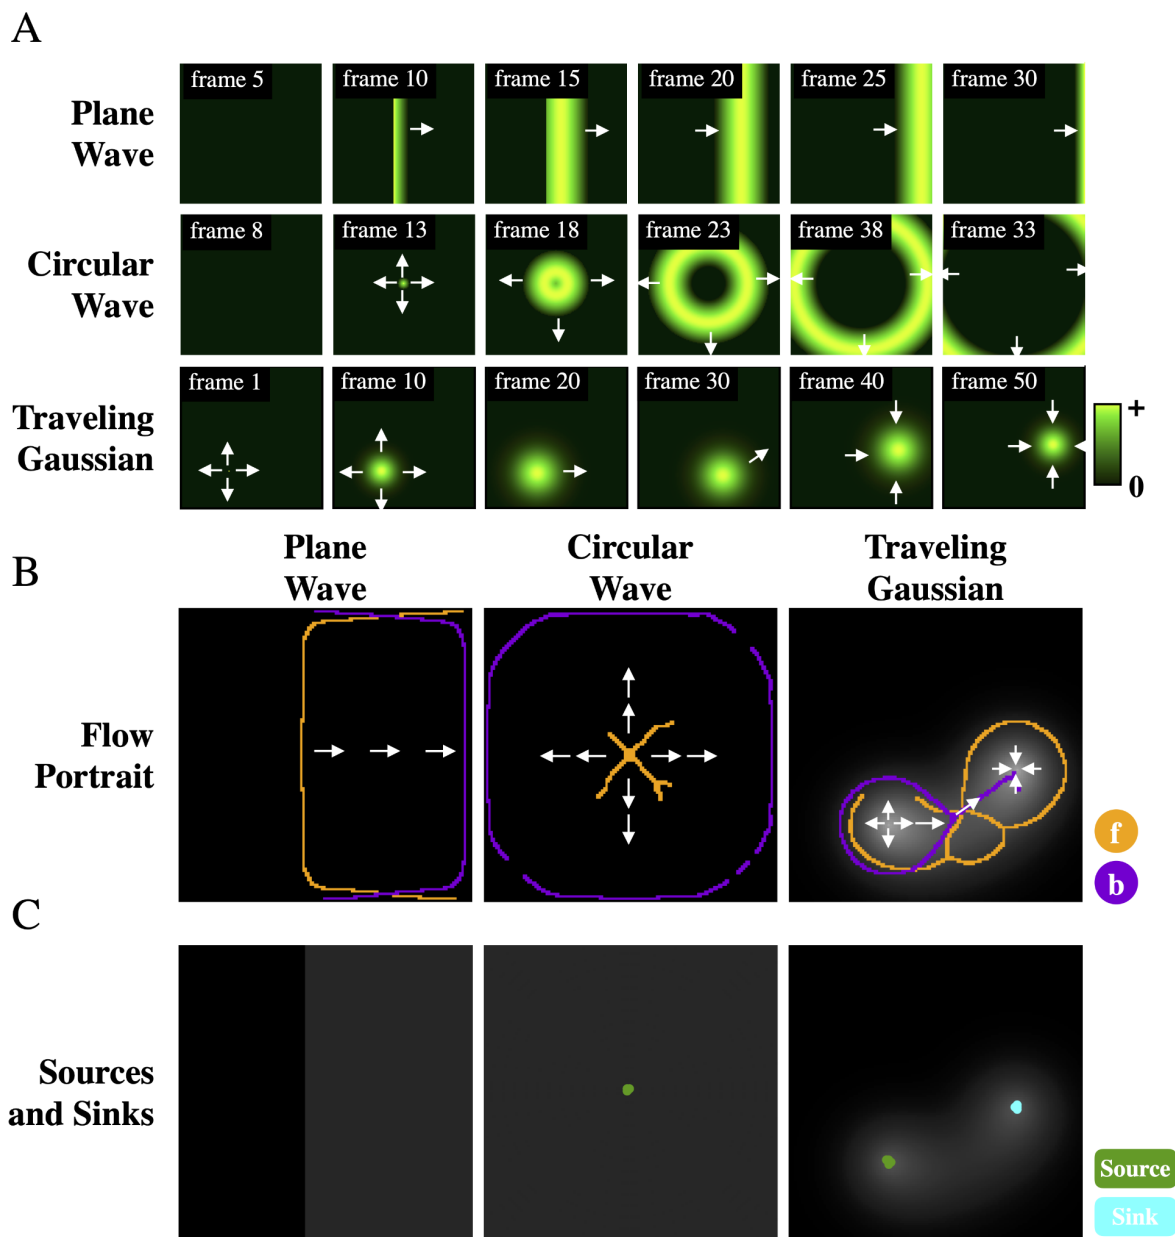 A
Plane
Wave
frame 5
frame 10
frame 15
frame 20
frame 25
frame 30
Circular
Wave
frame 8
frame 13
frame 18
frame 23
frame 38
frame 33
Traveling
Gaussian
frame 1
frame 10
frame 20
frame 30
frame 40
frame 50
+
0
B
Plane
Wave
Circular
Wave
Traveling
Gaussian
Flow
Portrait
f
b
C
Sources
and Sinks
Source
Sink